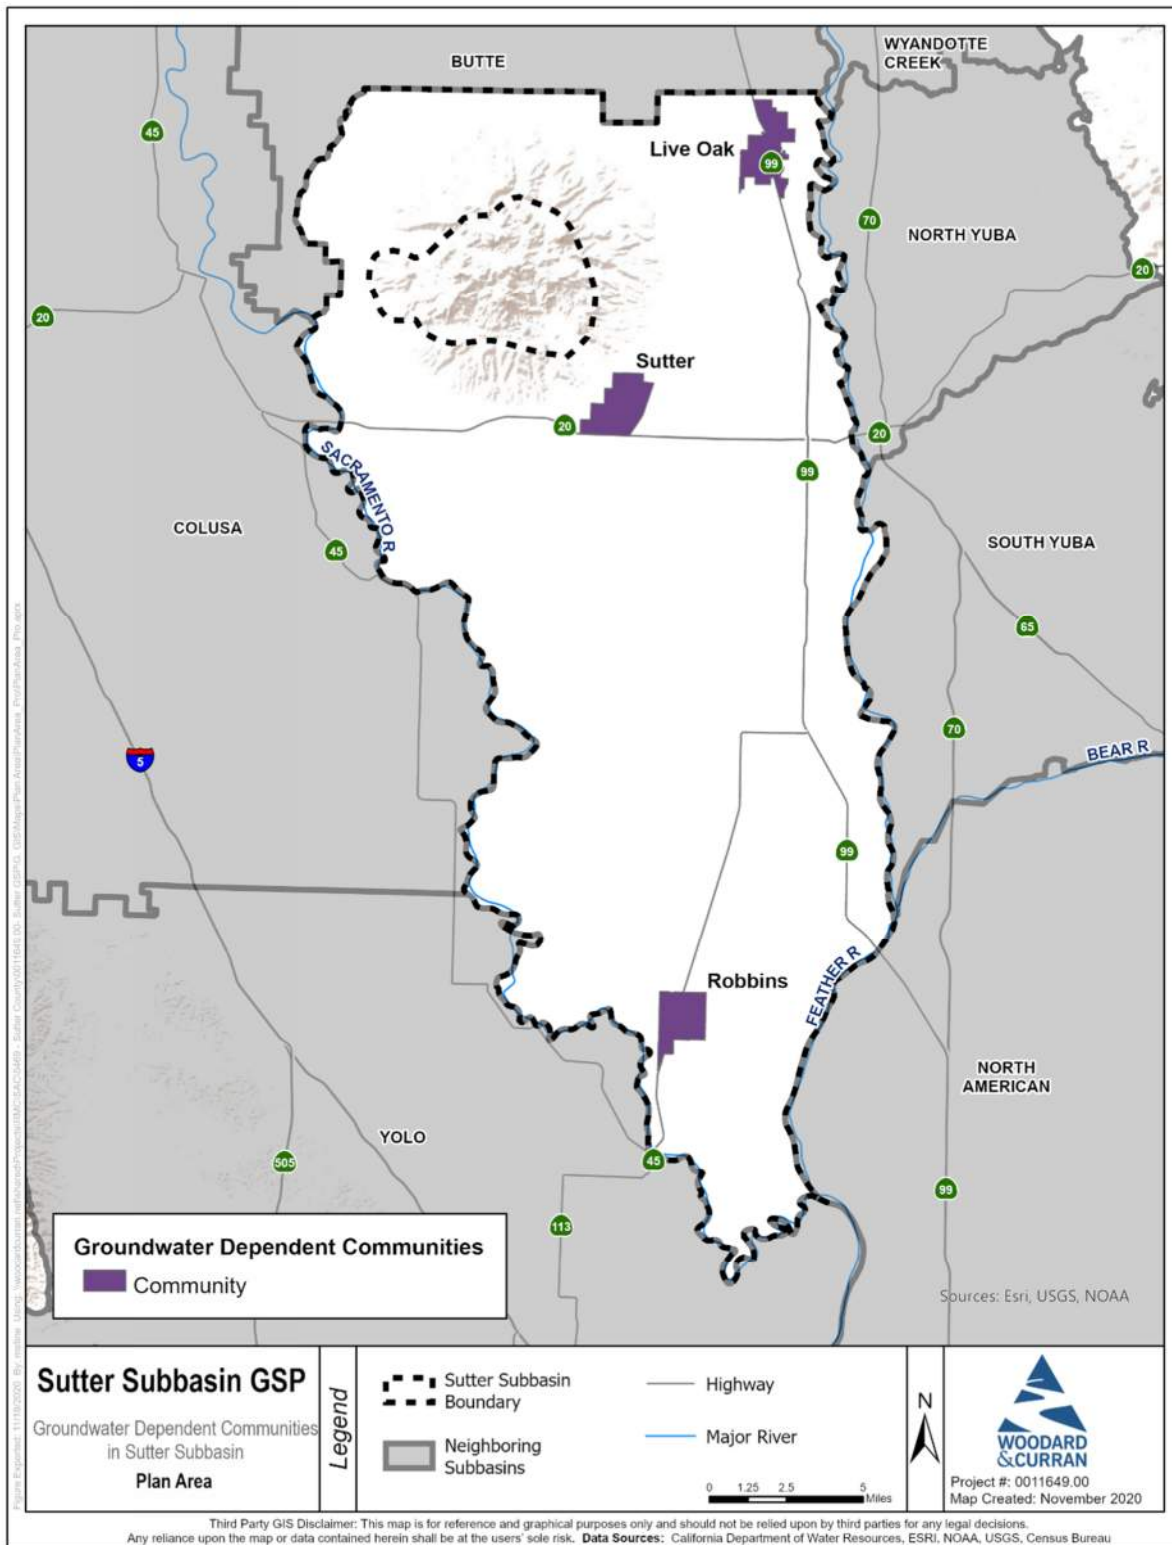 BUTTE
WYANDOTTE
CREEK
45
Live Oak
99
70
NORTH YUBA
20
20
Sutter
20
20
99
SACRAMENTO R
COLUSA
45
SOUTH YUBA
65
70
5
BEAR R
99
Robbins
FEATHER R
NORTH
AMERICAN
YOLO
505
45
99
113
Groundwater Dependent Communities
Community
Sources: Esri, USGS, NOAA
Sutter Subbasin GSP
Groundwater Dependent Communities
in Sutter Subbasin
Plan Area
Legend
Sutter Subbasin
Boundary
Neighboring
Subbasins
Highway
Major River
0 1.25 2.5 5
Miles
N
WOODARD
&CURRAN
Project #: 0011649.00
Map Created: November 2020
Third Party GIS Disclaimer: This map is for reference and graphical purposes only and should not be relied upon by third parties for any legal decisions.
Any reliance upon the map or data contained herein shall be at the users' sole risk. Data Sources: California Department of Water Resources, ESRI, NOAA, USGS, Census Bureau
Figure Exported: 11/19/2020 By: